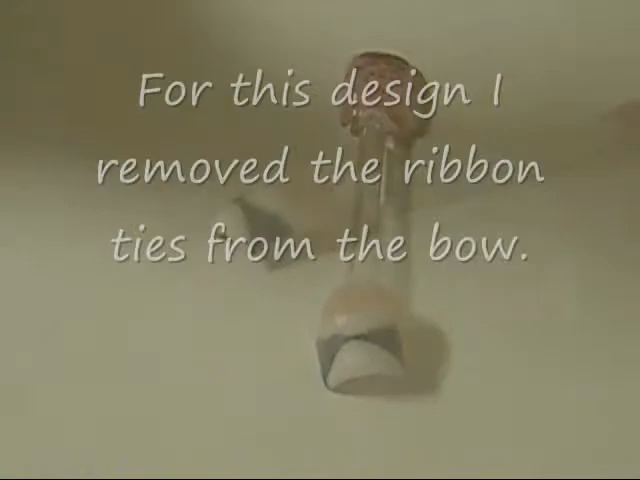 For this design I
removed the ribbon
ties from the bow.